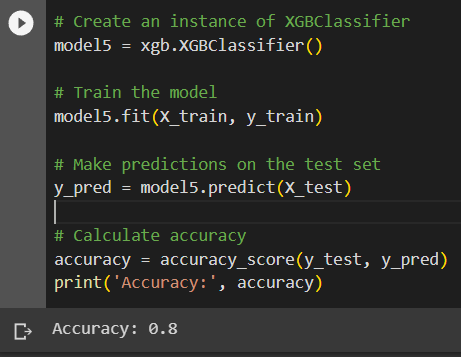 # Create an instance of XGBClassifier
model5 = xgb.XGBClassifier()
# Train the model
model5.fit(X_train, y_train)
# Make predictions on the test set
y_pred = model5.predict(X_test)
# Calculate accuracy
accuracy = accuracy_score(y_test, y_pred)
print('Accuracy:', accuracy)
Accuracy: 0.8